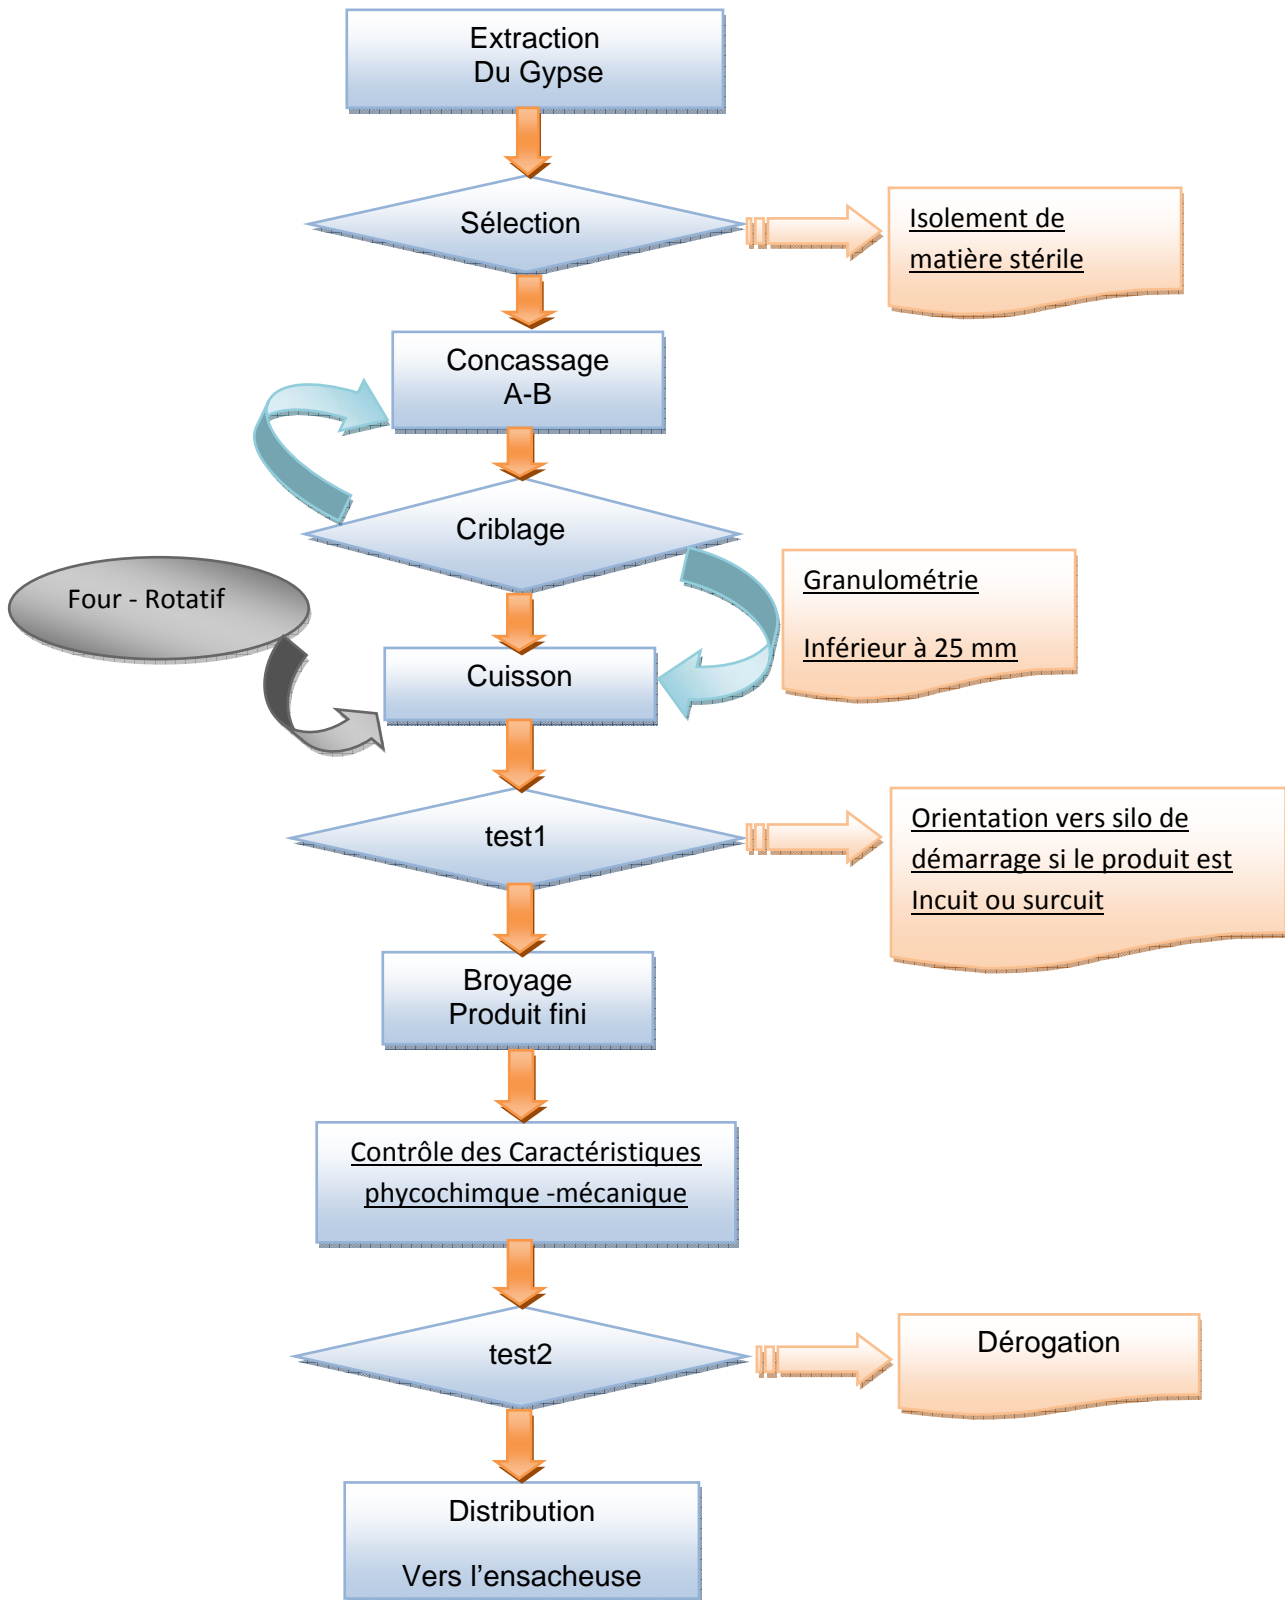 Extraction
Du Gypse
Sélection
Isolement de
matière stérile
Concassage
A-B
Criblage
Four - Rotatif
Granulométrie
Inférieur à 25 mm
Cuisson
test1
Orientation vers silo de
démarrage si le produit est
Incuit ou surcuit
Broyage
Produit fini
Contrôle des Caractéristiques
phycochimque -mécanique
test2
Dérogation
Distribution
Vers l’ensacheuse